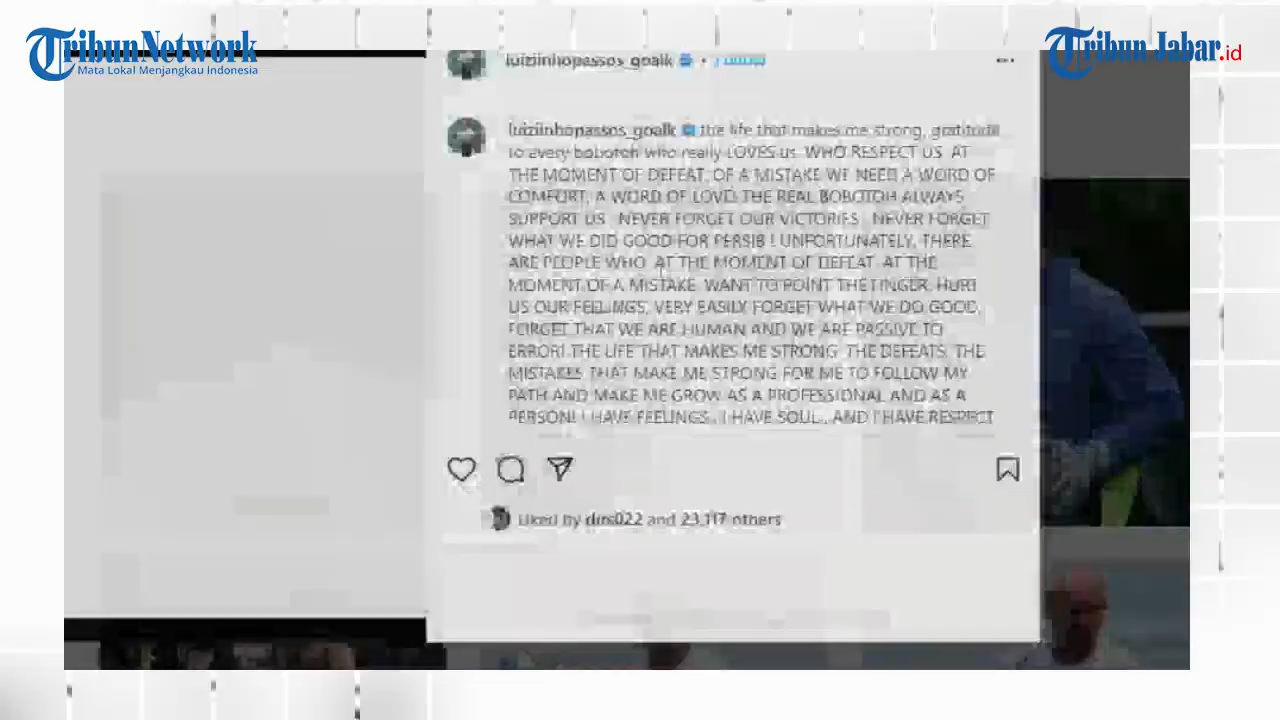 TribunNetwork
Mata Lokal Menjangkau Indonesia
Tribun Jabar.id
luiziinhopassos_goalk •
luiziinhopassos_goalk the life that makes me strong, gratitude
to every bobotoh who really LOVES us. WHO RESPECT US. AT
THE MOMENT OF DEFEAT, OF A MISTAKE WE NEED A WORD OF
COMFORT, A WORD OF LOVE! THE REAL BOBOTOH ALWAYS
SUPPORT US. NEVER FORGET OUR VICTORIES. NEVER FORGET
WHAT WE DID GOOD FOR PERSIB! UNFORTUNATELY, THERE
ARE PEOPLE WHO, AT THE MOMENT OF DEFEAT, AT THE
MOMENT OF A MISTAKE, WANT TO POINT THE FINGER, HURT
US OUR FEELINGS, VERY EASILY FORGET WHAT WE DO GOOD,
FORGET THAT WE ARE HUMAN AND WE ARE PASSIVE TO
ERROR! THE LIFE THAT MAKES ME STRONG, THE DEFEATS, THE
MISTAKES THAT MAKE ME STRONG FOR ME TO FOLLOW MY
PATH AND MAKE ME GROW AS A PROFESSIONAL AND AS A
PERSON! I HAVE FEELINGS.. I HAVE SOUL.. AND I HAVE RESPECT
Liked by and 23,117 others